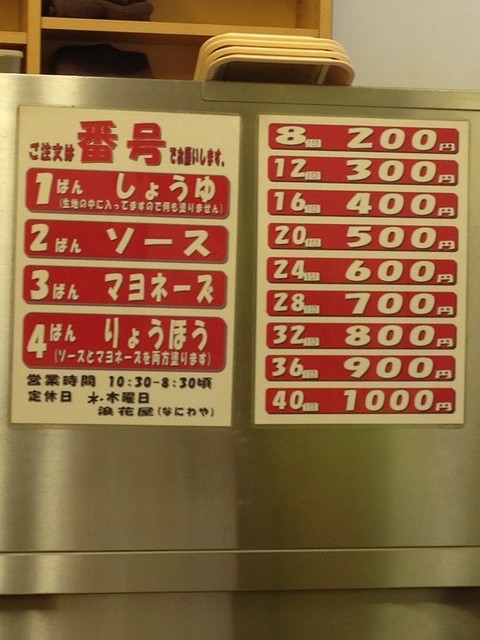 ご注文は番号でお願いします。
1ばん しょうゆ
(生地の中に入ってますので何も塗りません)
2ばん ソース
3ばん マヨネーズ
4ばん りょうほう
(ソースとマヨネーズを両方塗ります)
営業時間 10:30-8:30頃
定休日 水・木曜日
浪花屋(なにわや)
8個 200円
12個 300円
16個 400円
20個 500円
24個 600円
28個 700円
32個 800円
36個 900円
40個 1000円